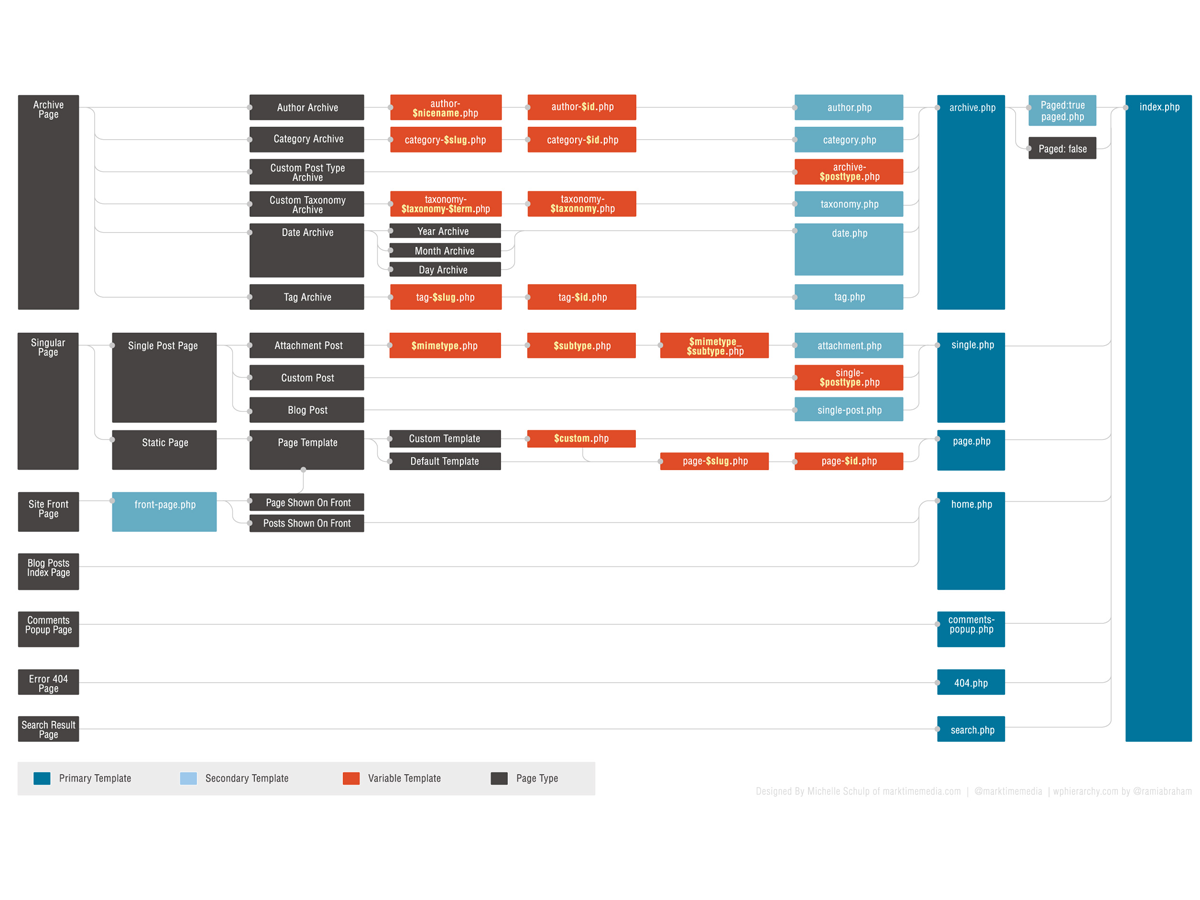 Archive
Page
Author Archive
author-
$nicename.php
author-$id.php
author.php
archive.php
Paged:true
paged.php
index.php
Category Archive
category-$slug.php
category-$id.php
category.php
Paged: false
Custom Post Type
Archive
archive-
$posttype.php
Custom Taxonomy
Archive
taxonomy-
$taxonomy-$term.php
taxonomy-
$taxonomy.php
taxonomy.php
Date Archive
Year Archive
Month Archive
Day Archive
date.php
Tag Archive
tag-$slug.php
tag-$id.php
tag.php
Singular
Page
Single Post Page
Attachment Post
$mimetype.php
$subtype.php
$mimetype_
$subtype.php
attachment.php
single.php
Custom Post
single-
$posttype.php
Blog Post
single-post.php
Static Page
Page Template
Custom Template
$custom.php
page.php
Default Template
page-$slug.php
page-$id.php
Site Front
Page
front-page.php
Page Shown On Front
Posts Shown On Front
home.php
Blog Posts
Index Page
Comments
Popup Page
comments-
popup.php
Error 404
Page
404.php
Search Result
Page
search.php
Primary Template
Secondary Template
Variable Template
Page Type
Designed By Michelle Schulp of marktimemedia.com | @marktimemedia | wphierarchy.com by @ramiabraham